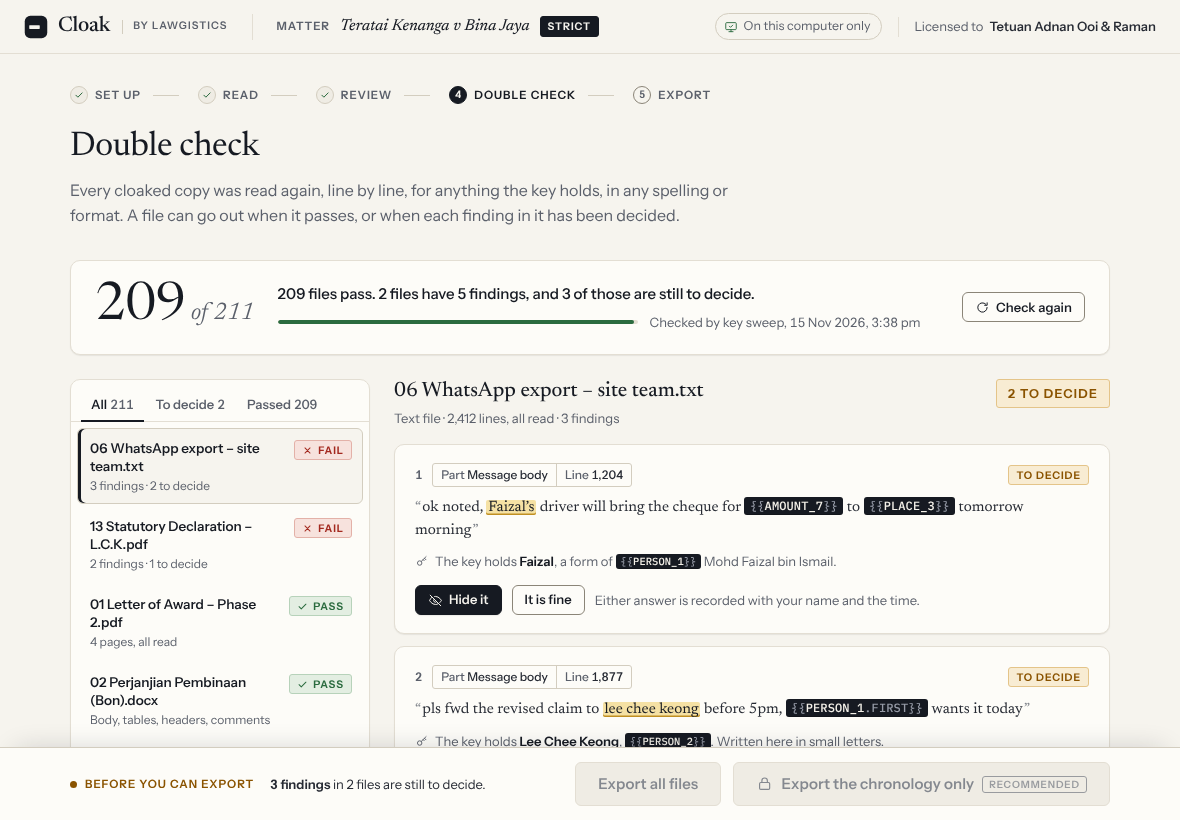 Cloak BY LAWGISTICS MATTER Teratai Kenanga v Bina Jaya STRICT On this computer only Licensed to Tetuan Adnan Ooi & Raman
SET UP READ REVIEW 4 DOUBLE CHECK 5 EXPORT
Double check
Every cloaked copy was read again, line by line, for anything the key holds, in any spelling or
format. A file can go out when it passes, or when each finding in it has been decided.
209 of 211
209 files pass. 2 files have 5 findings, and 3 of those are still to decide.
Checked by key sweep, 15 Nov 2026, 3:38 pm
Check again
All 211 To decide 2 Passed 209
06 WhatsApp export – site
team.txt
FAIL
3 findings · 2 to decide
13 Statutory Declaration –
L.C.K.pdf
FAIL
2 findings · 1 to decide
01 Letter of Award – Phase
2.pdf
PASS
4 pages, all read
02 Perjanjian Pembinaan
(Bon).docx
PASS
Body, tables, headers, comments
06 WhatsApp export – site team.txt
2 TO DECIDE
Text file · 2,412 lines, all read · 3 findings
1 Part Message body Line 1,204 TO DECIDE
“ok noted, Faizal’s driver will bring the cheque for {{AMOUNT_7}} to {{PLACE_3}} tomorrow
morning”
The key holds Faizal, a form of {{PERSON_1}} Mohd Faizal bin Ismail.
Hide it It is fine Either answer is recorded with your name and the time.
2 Part Message body Line 1,877 TO DECIDE
“pls fwd the revised claim to lee chee keong before 5pm, {{PERSON_1.FIRST}} wants it today”
The key holds Lee Chee Keong, {{PERSON_2}}. Written here in small letters.
BEFORE YOU CAN EXPORT 3 findings in 2 files are still to decide. Export all files Export the chronology only RECOMMENDED